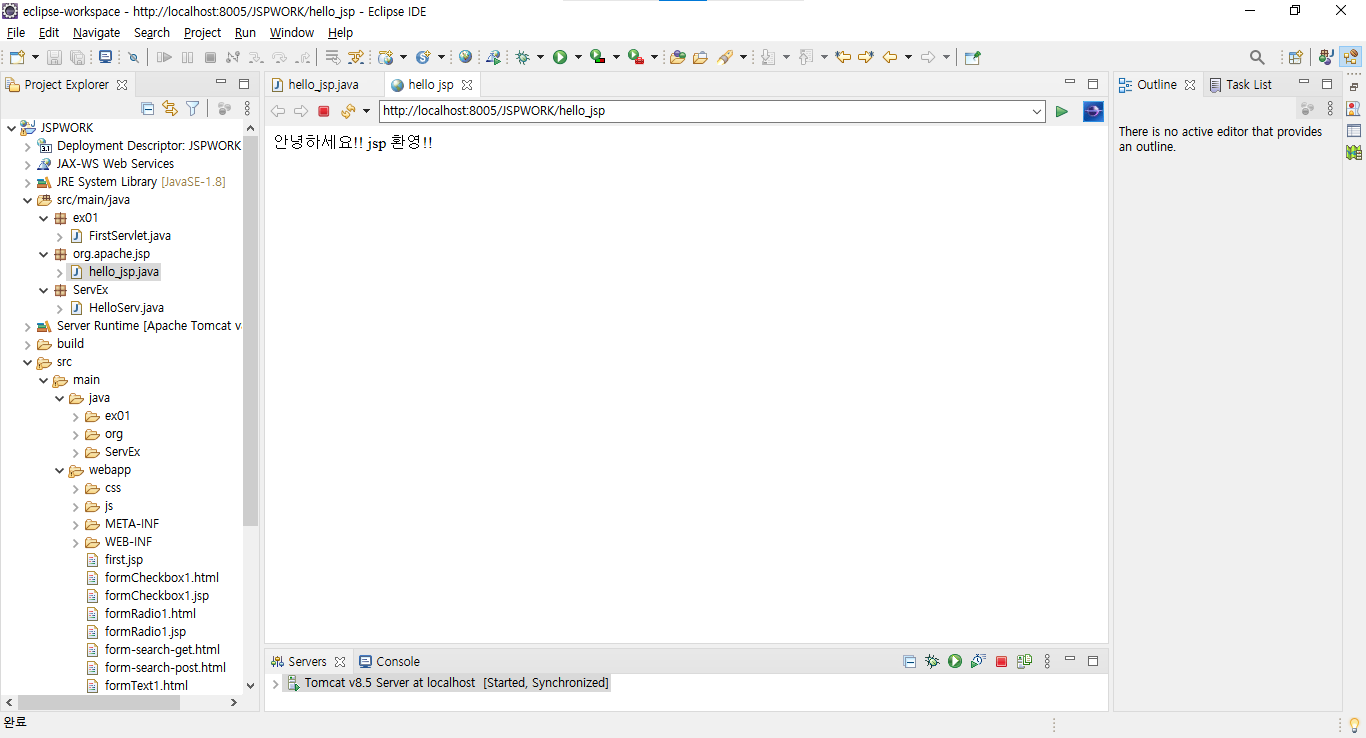 eclipse-workspace - http://localhost:8005/JSPWORK/hello_jsp - Eclipse IDE
File Edit Navigate Search Project Run Window Help
Project Explorer
hello_jsp.java
hello jsp
Outline
Task List
http://localhost:8005/JSPWORK/hello_jsp
안녕하세요!! jsp 환영!!
There is no active editor that provides
an outline.
JSPWORK
3.1 Deployment Descriptor: JSPWORK
JAX-WS Web Services
JRE System Library [JavaSE-1.8]
src/main/java
ex01
FirstServlet.java
org.apache.jsp
hello_jsp.java
ServEx
HelloServ.java
Server Runtime [Apache Tomcat v
build
src
main
java
ex01
org
ServEx
webapp
css
js
META-INF
WEB-INF
first.jsp
formCheckbox1.html
formCheckbox1.jsp
formRadio1.html
formRadio1.jsp
form-search-get.html
form-search-post.html
formText1.html
Servers
Console
Tomcat v8.5 Server at localhost [Started, Synchronized]
완료